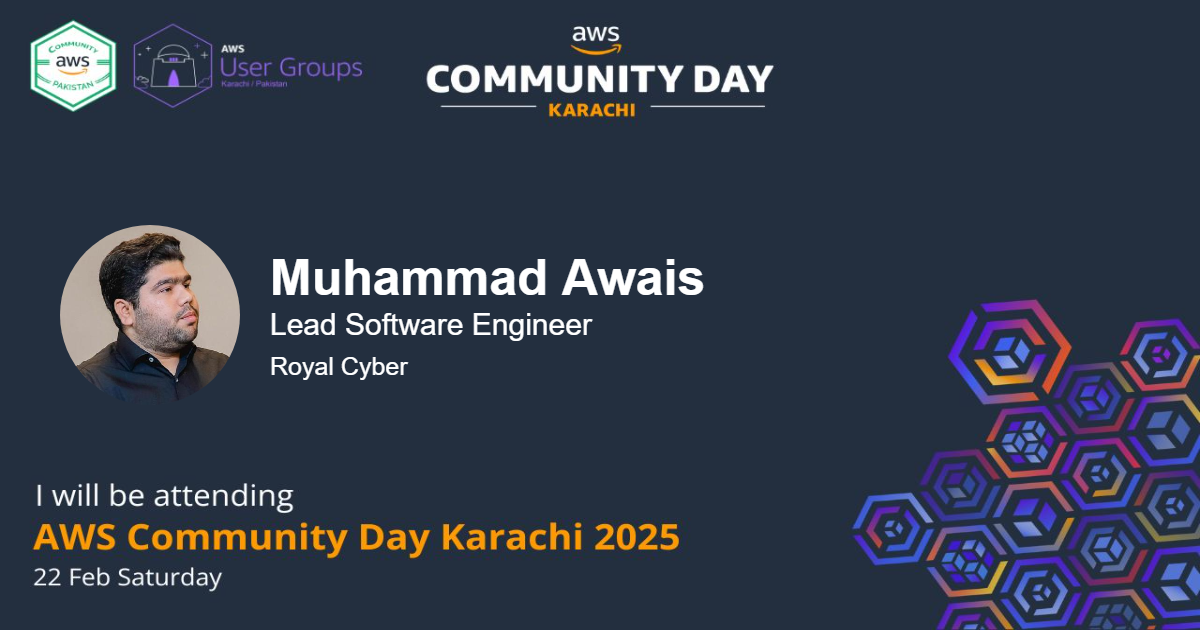 COMMUNITY
aws
PAKISTAN
AWS
User Groups
Karachi / Pakistan
aws
COMMUNITY DAY
KARACHI
Muhammad Awais
Lead Software Engineer
Royal Cyber
I will be attending
AWS Community Day Karachi 2025
22 Feb Saturday